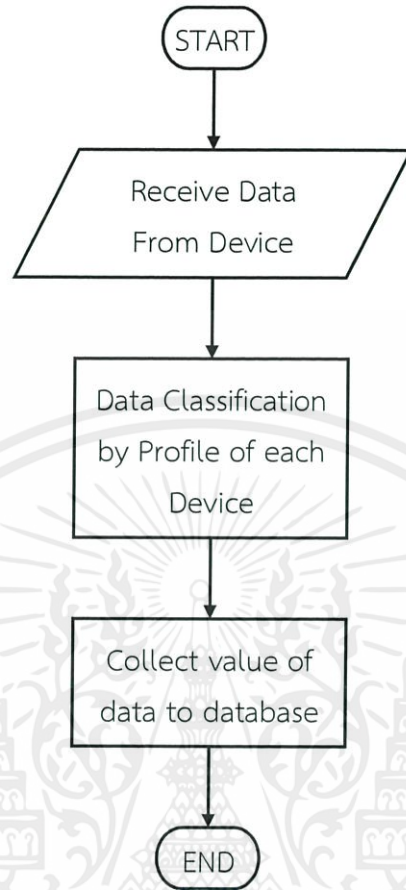 START
Receive Data
From Device
Data Classification
by Profile of each
Device
Collect value of
data to database
END